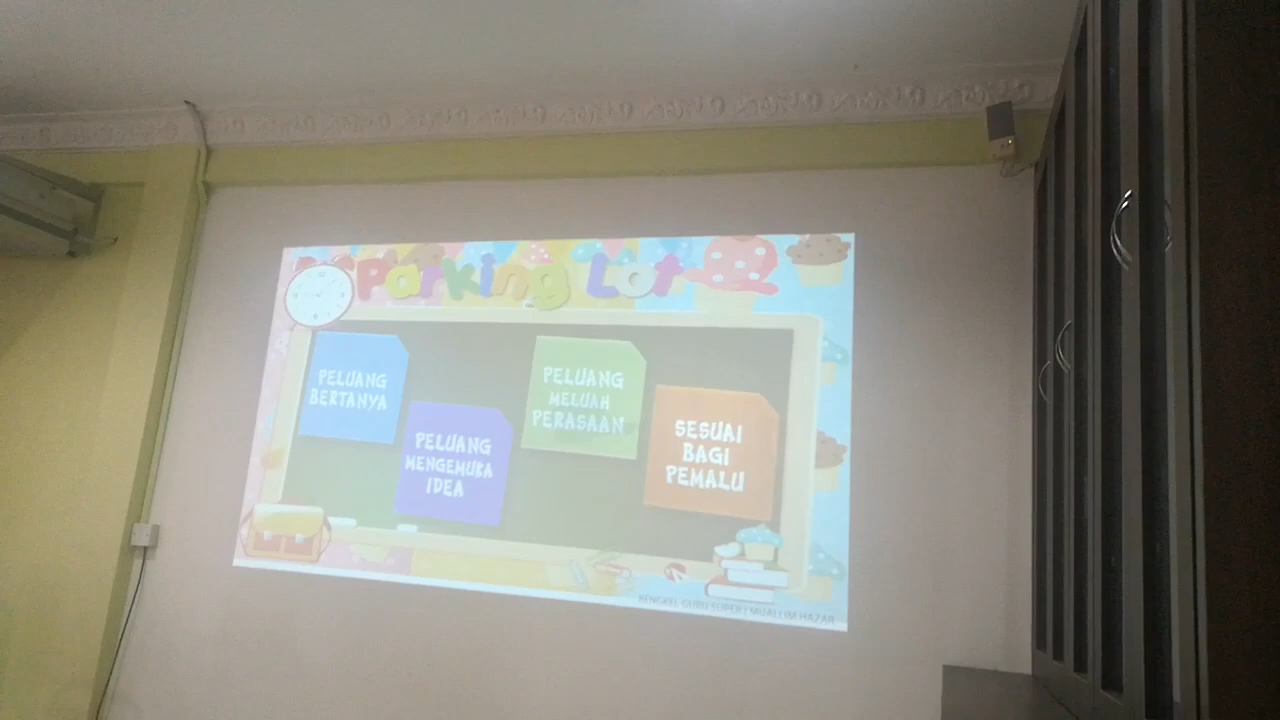 Parking Lot
PELUANG
BERTANYA
PELUANG
MENGEMUKA
IDEA
PELUANG
MELUAH
PERASAAN
SESUAI
BAGI
PEMALU
BENGKEL GURU SUPER | MUALLIM HAZAR